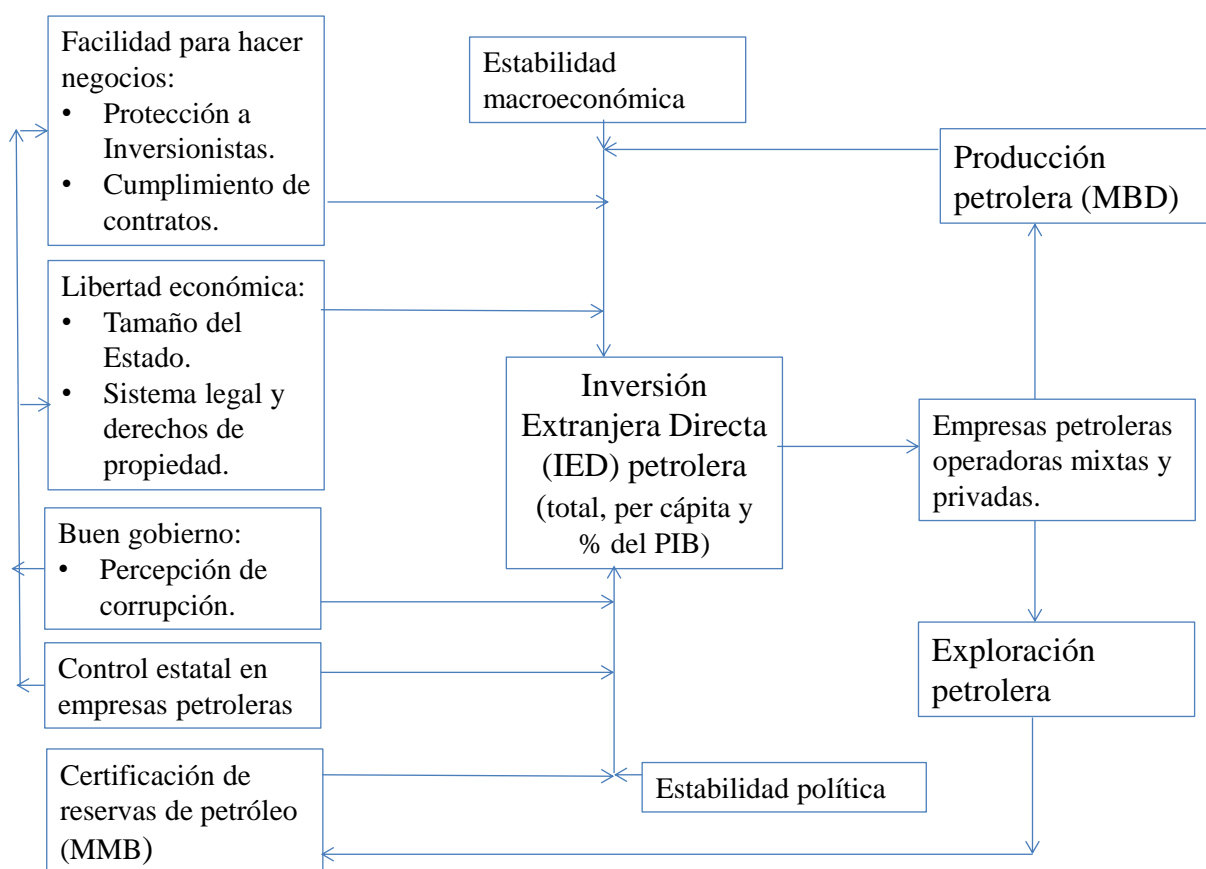 Facilidad para hacer
negocios:
• Protección a
Inversionistas.
• Cumplimiento de
contratos.
Estabilidad
macroeconómica
Producción
petrolera (MBD)
Libertad económica:
• Tamaño del
Estado.
• Sistema legal y
derechos de
propiedad.
Inversión
Extranjera Directa
(IED) petrolera
(total, per cápita y
% del PIB)
Empresas petroleras
operadoras mixtas y
privadas.
Buen gobierno:
• Percepción de
corrupción.
Control estatal en
empresas petroleras
Exploración
petrolera
Certificación de
reservas de petróleo
(MMB)
Estabilidad política